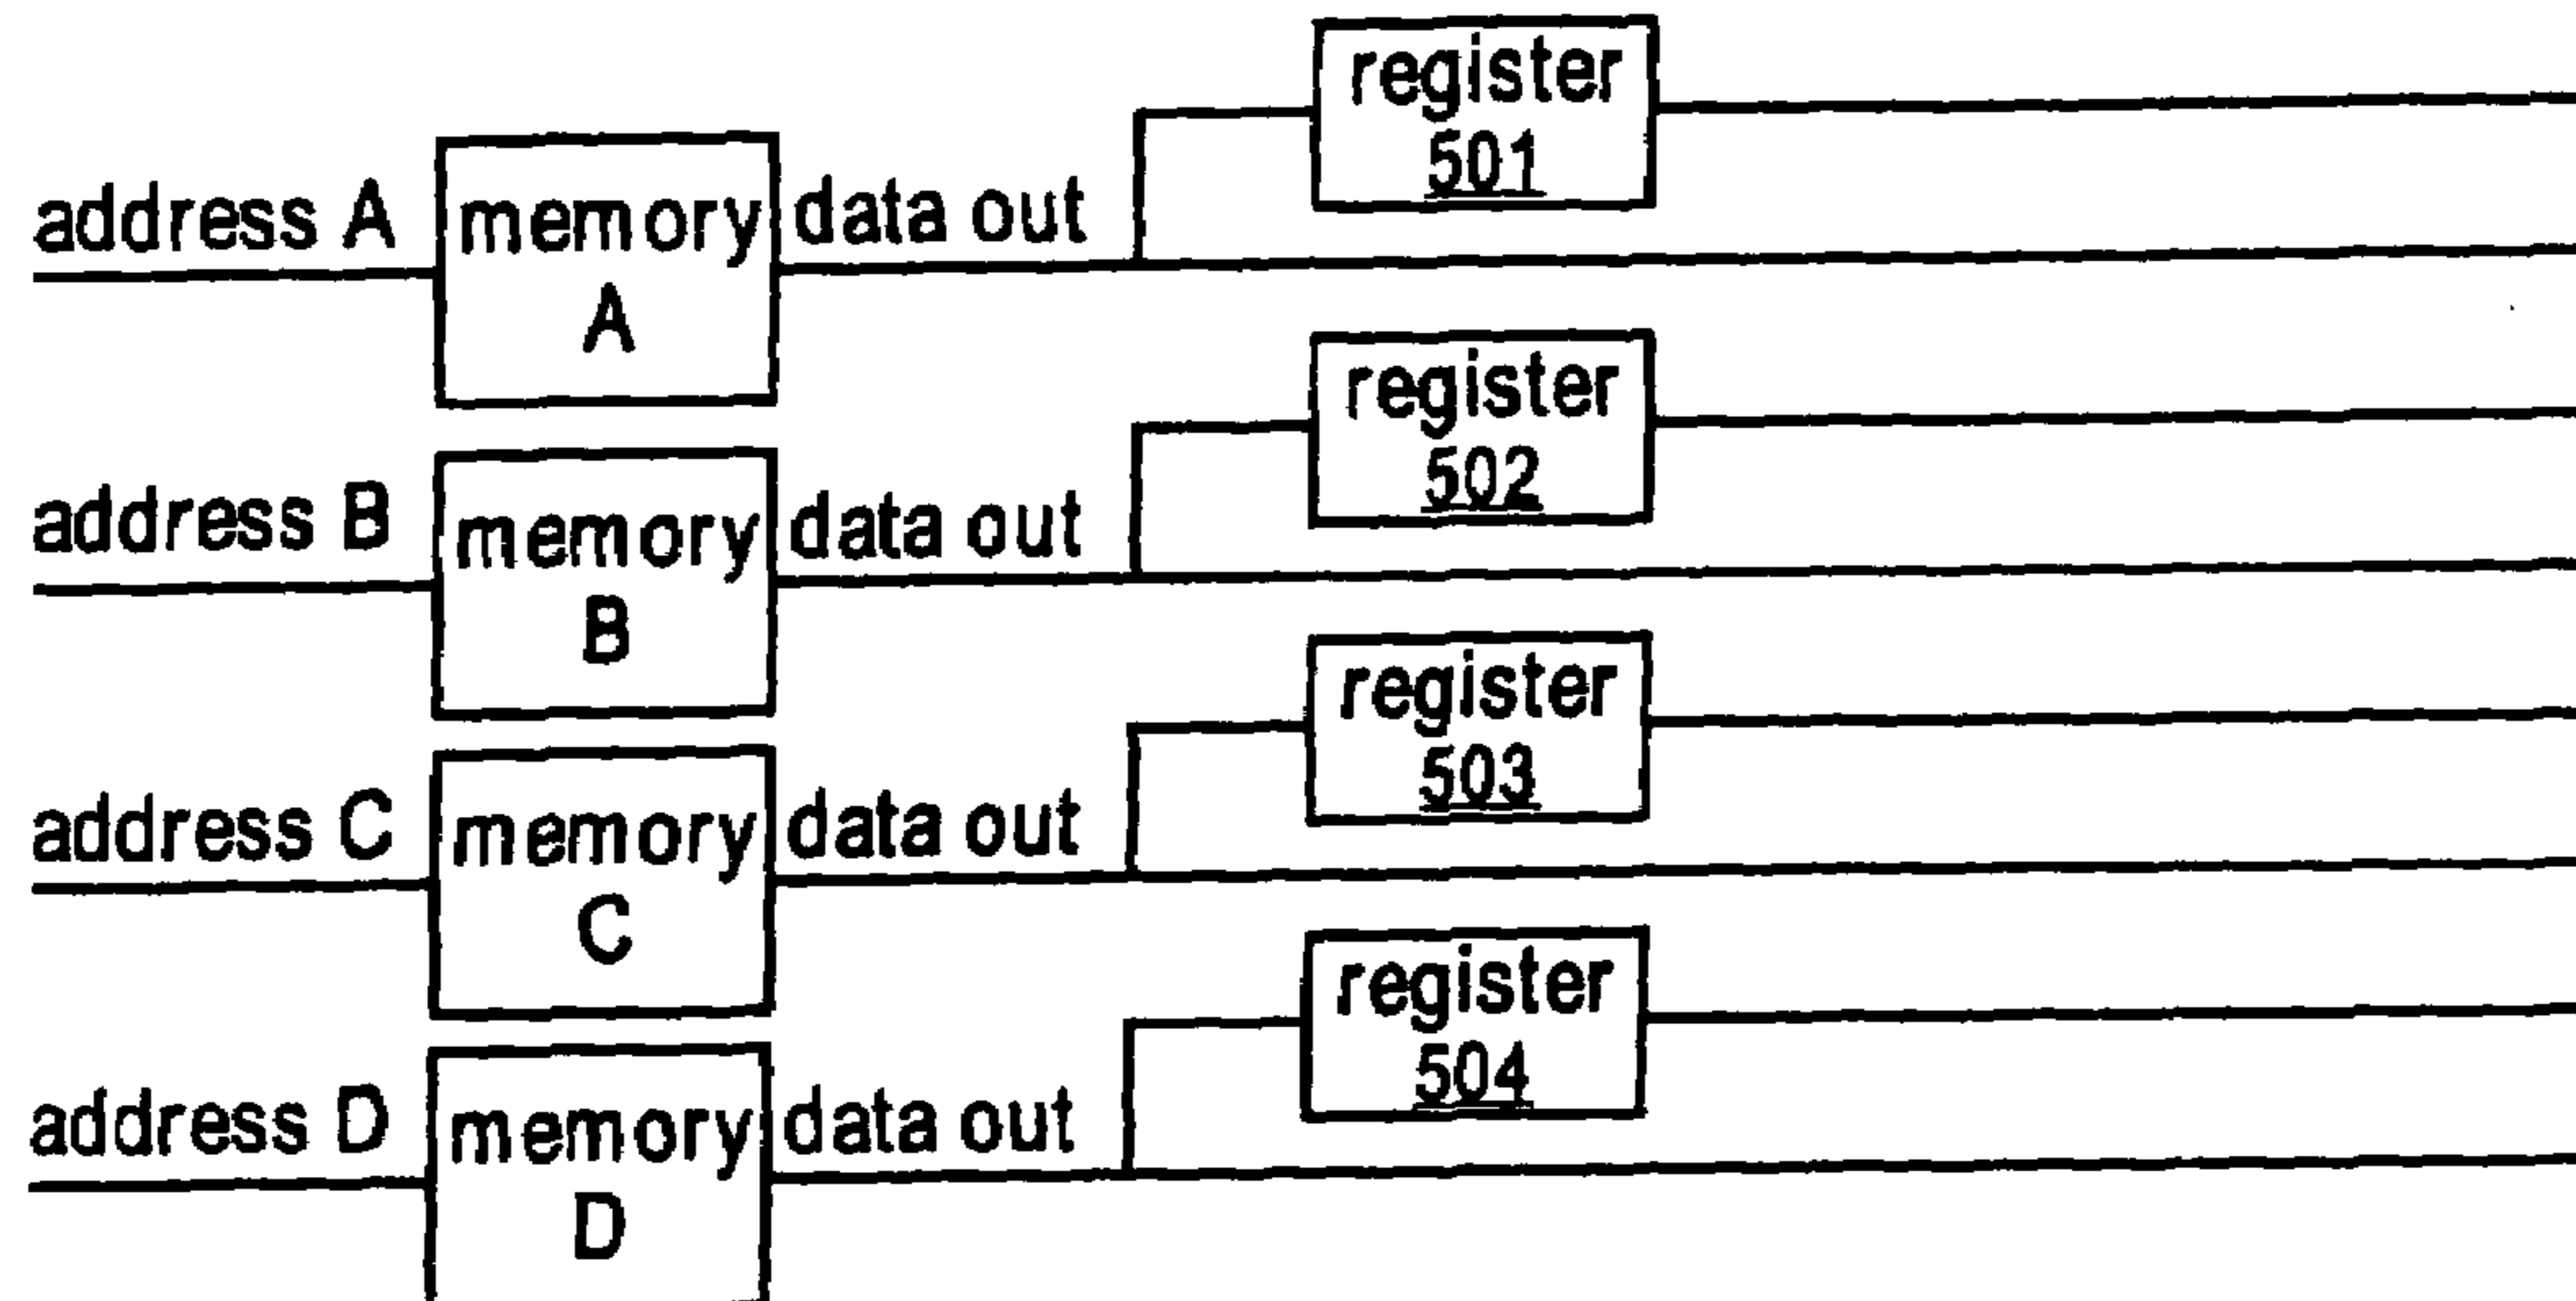 register
501
address A
memory
A
data out
register
502
address B
memory
B
data out
register
503
address C
memory
C
data out
register
504
address D
memory
D
data out